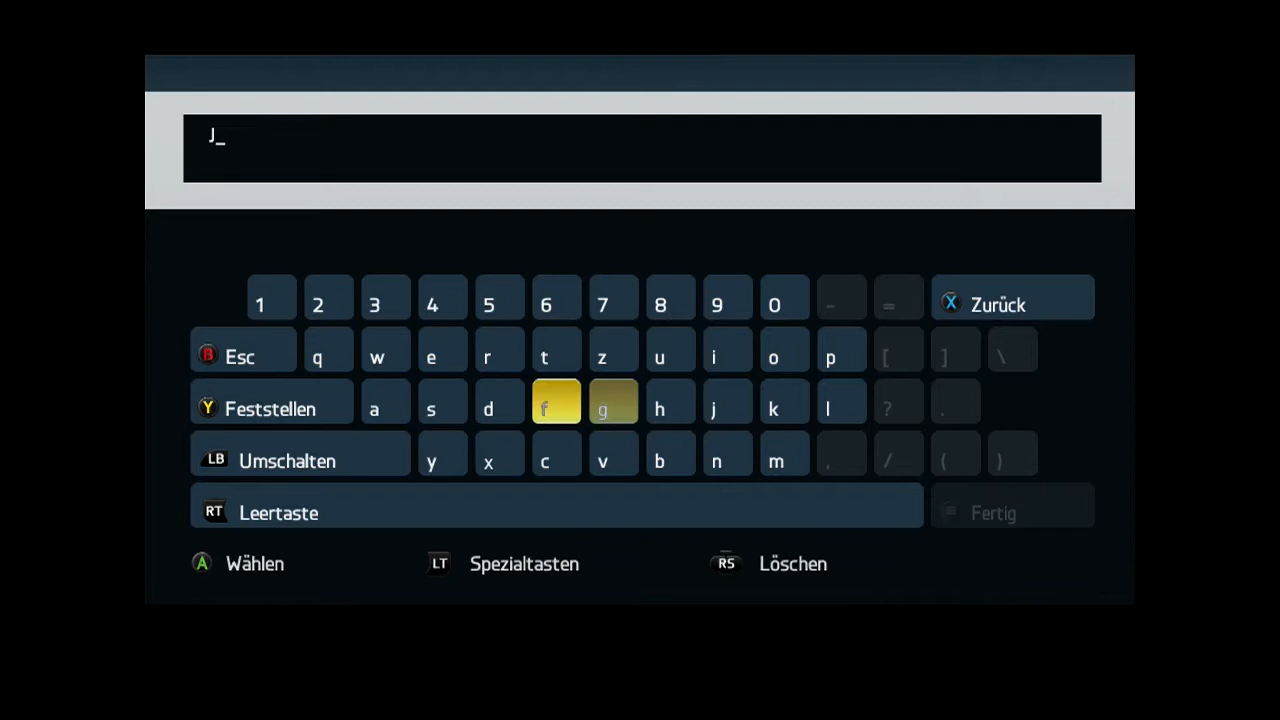 J_
1 2 3 4 5 6 7 8 9 0 - = X Zurück
B Esc q w e r t z u i o p [ ] \
Y Feststellen a s d f g h j k l ? .
LB Umschalten y x c v b n m , / ( )
RT Leertaste Fertig
A Wählen LT Spezialtasten RS Löschen